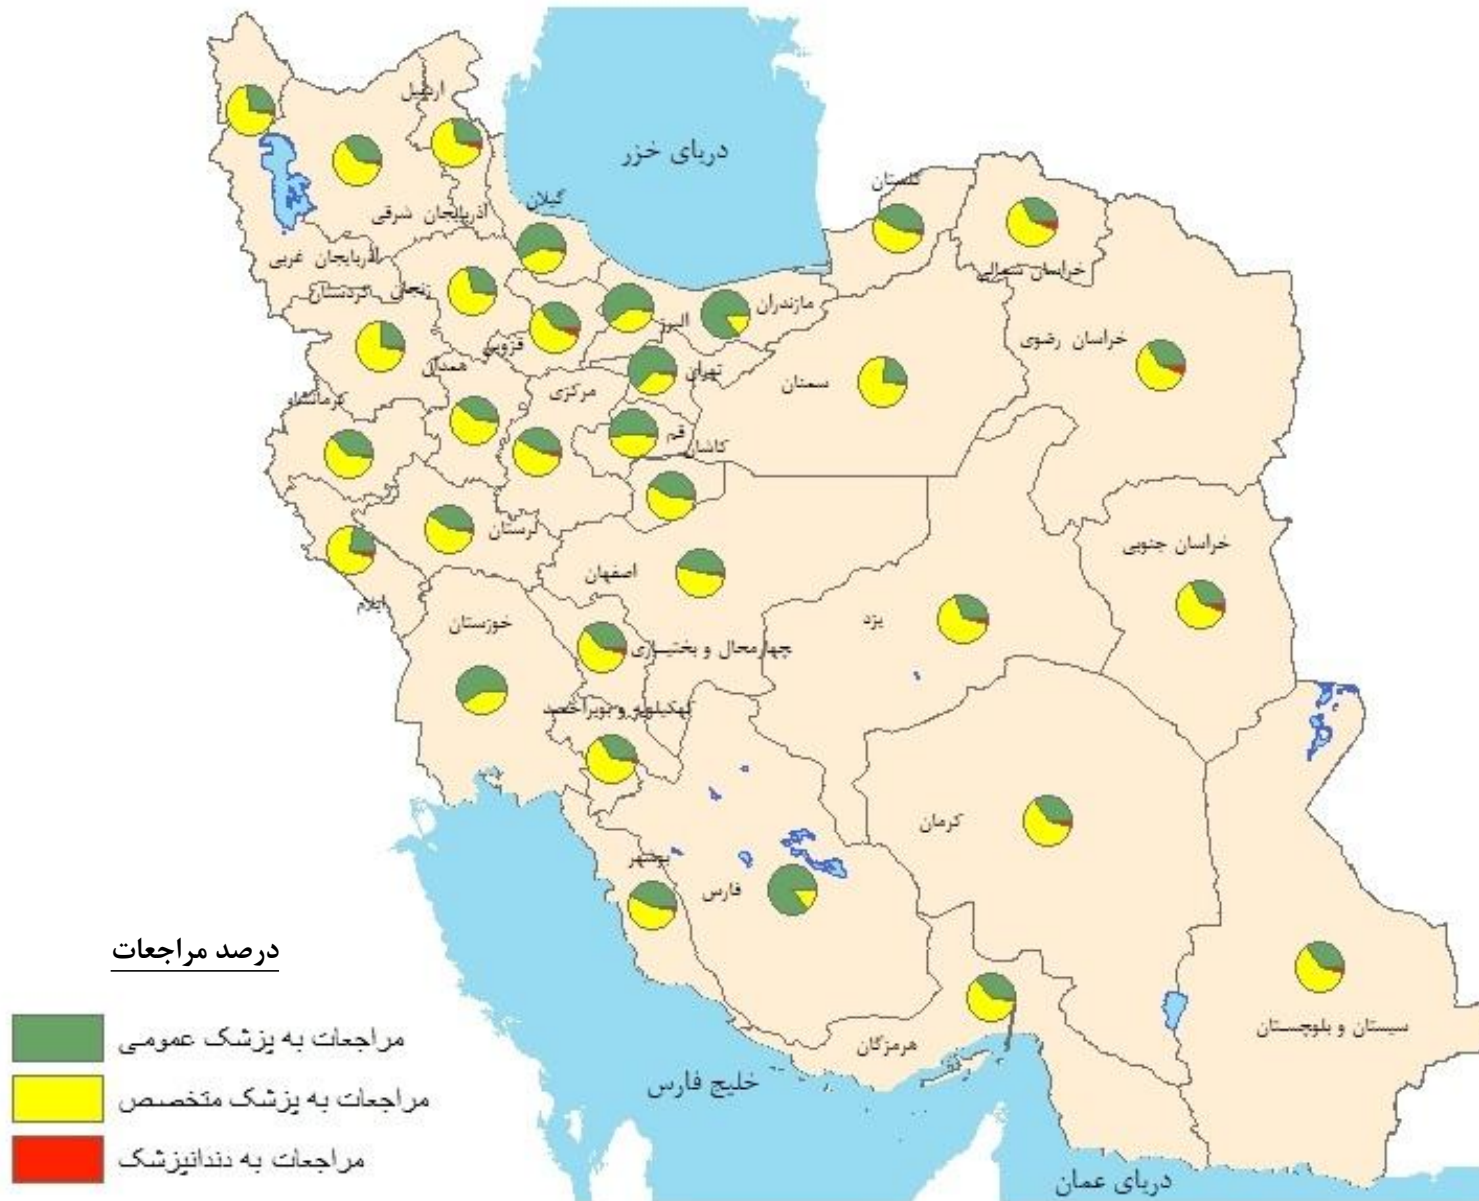 اردبیل
دریای خزر
گلستان
گیلان
آذربایجان شرقی
آذربایجان غربی
خراسان شمالی
کردستان
زنجان
مازندران
البرز
قزوین
خراسان رضوی
همدان
تهران
سمنان
مرکزی
کرمانشاه
قم
کاشان
لرستان
خراسان جنوبی
اصفهان
ایلام
خوزستان
یزد
چهارمحال و بختیاری
کهکیلویه و بویراحمد
کرمان
بوشهر
فارس
درصد مراجعات
مراجعات به پزشک عمومی
مراجعات به پزشک متخصص
مراجعات به دندانپزشک
سیستان و بلوچستان
هرمزگان
خلیج فارس
دریای عمان